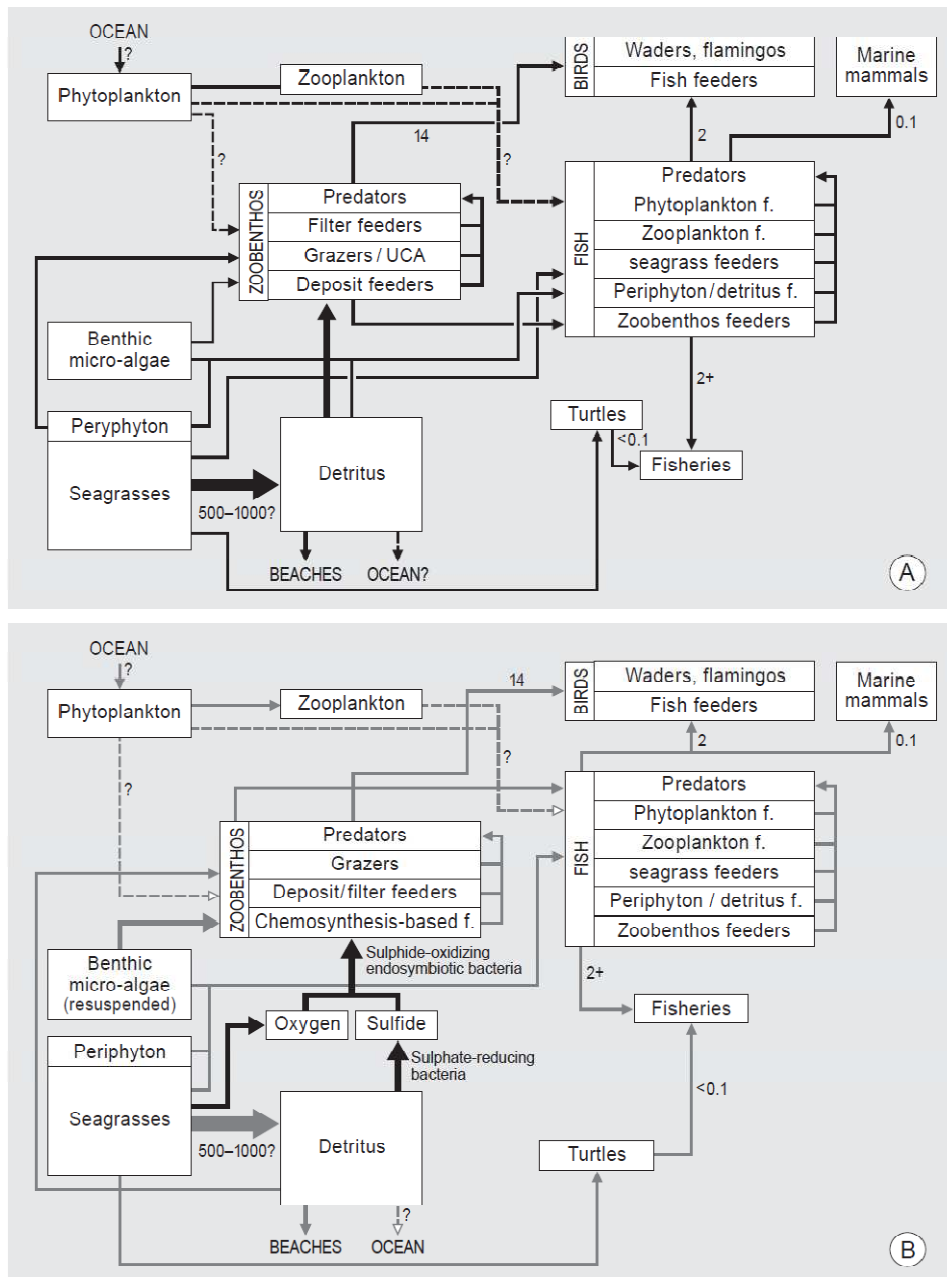 OCEAN
?
Phytoplankton
Zooplankton
BIRDS
Waders, flamingos
Fish feeders
Marine
mammals
14
2
0.1
?
?
ZOOBENTHOS
Predators
Filter feeders
Grazers / UCA
Deposit feeders
FISH
Predators
Phytoplankton f.
Zooplankton f.
seagrass feeders
Periphyton/detritus f.
Zoobenthos feeders
Benthic
micro-algae
2+
Peryphyton
Seagrasses
500–1000?
Detritus
Turtles
<0.1
Fisheries
BEACHES
OCEAN?
A
OCEAN
?
Phytoplankton
Zooplankton
14
BIRDS
Waders, flamingos
Fish feeders
Marine
mammals
2
0.1
?
?
ZOOBENTHOS
Predators
Grazers
Deposit/filter feeders
Chemosynthesis-based f.
FISH
Predators
Phytoplankton f.
Zooplankton f.
seagrass feeders
Periphyton / detritus f.
Zoobenthos feeders
Sulphide-oxidizing
endosymbiotic bacteria
Benthic
micro-algae
(resuspended)
2+
Oxygen
Sulfide
Fisheries
Periphyton
Seagrasses
Sulphate-reducing
bacteria
500–1000?
Detritus
<0.1
Turtles
?
BEACHES
OCEAN
B